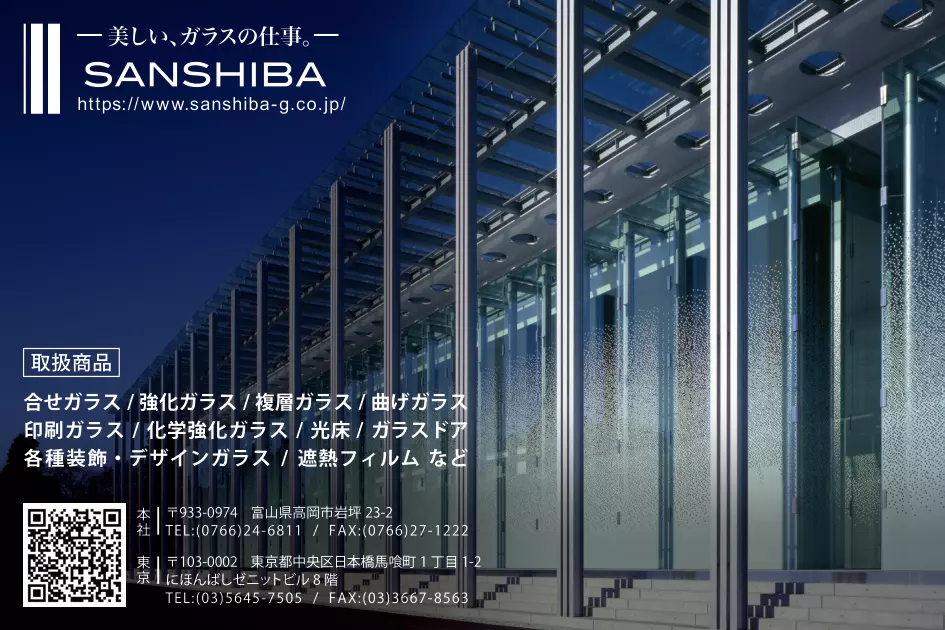 美しい、ガラスの仕事。
SANSHIBA
https://www.sanshiba-g.co.jp/
取扱商品
合せガラス / 強化ガラス / 複層ガラス / 曲げガラス
印刷ガラス / 化学強化ガラス / 光床 / ガラスドア
各種装飾・デザインガラス / 遮熱フィルム など
本社 〒933-0974 富山県高岡市岩坪 23-2
TEL:(0766)24-6811 / FAX:(0766)27-1222
東京 〒103-0002 東京都中央区日本橋馬喰町 1 丁目 1-2
にほんばしゼニットビル 8 階
TEL:(03)5645-7505 / FAX:(03)3667-8563